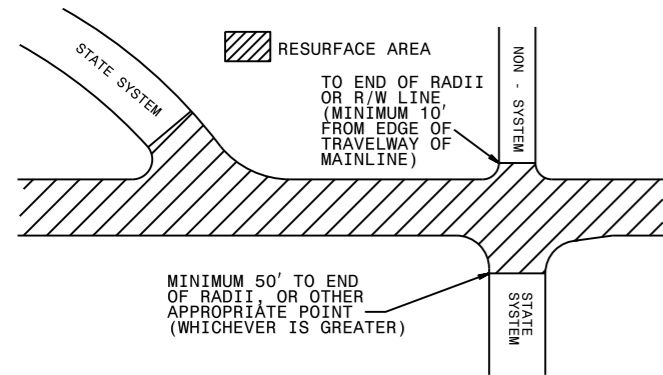 STATE SYSTEM
RESURFACE AREA
TO END OF RADII
OR R/W LINE
(MINIMUM 10'
FROM EDGE OF
TRAVELWAY OF
MAINLINE)
NON - SYSTEM
MINIMUM 50' TO END
OF RADII, OR OTHER
APPROPRIATE POINT
(WHICHEVER IS GREATER)
STATE
SYSTEM